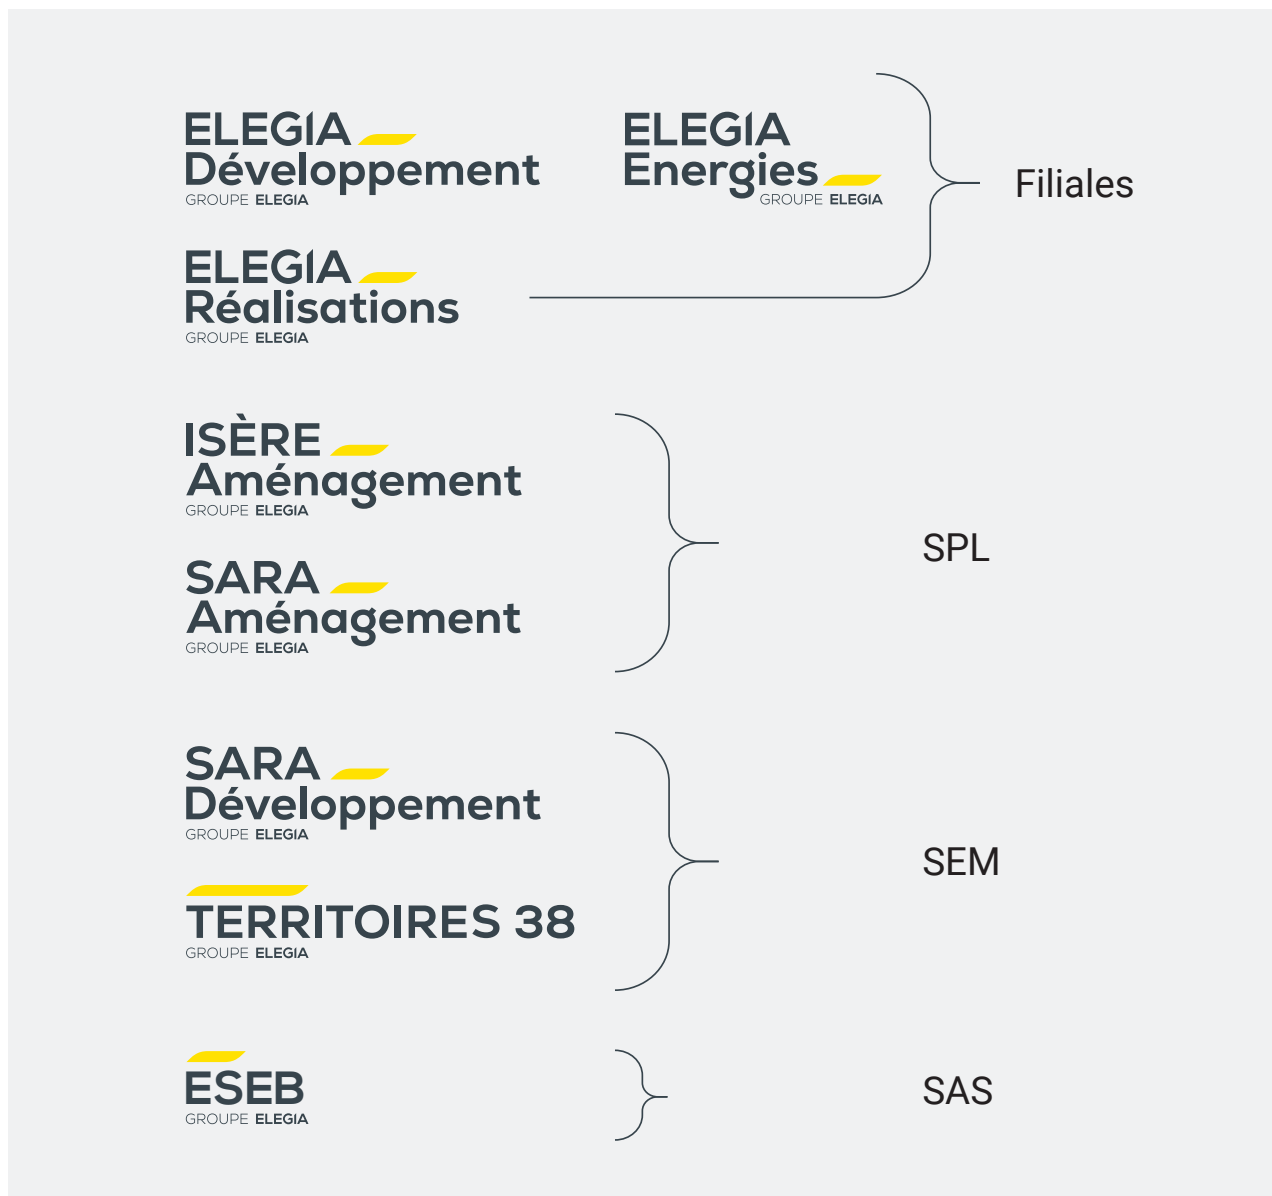 ELEGIA
Développement
GROUPE ELEGIA
ELEGIA
Energies
GROUPE ELEGIA
Filiales
ELEGIA
Réalisations
GROUPE ELEGIA
ISÈRE
Aménagement
GROUPE ELEGIA
SPL
SARA
Aménagement
GROUPE ELEGIA
SARA
Développement
GROUPE ELEGIA
SEM
TERRITOIRES 38
GROUPE ELEGIA
ESEB
GROUPE ELEGIA
SAS